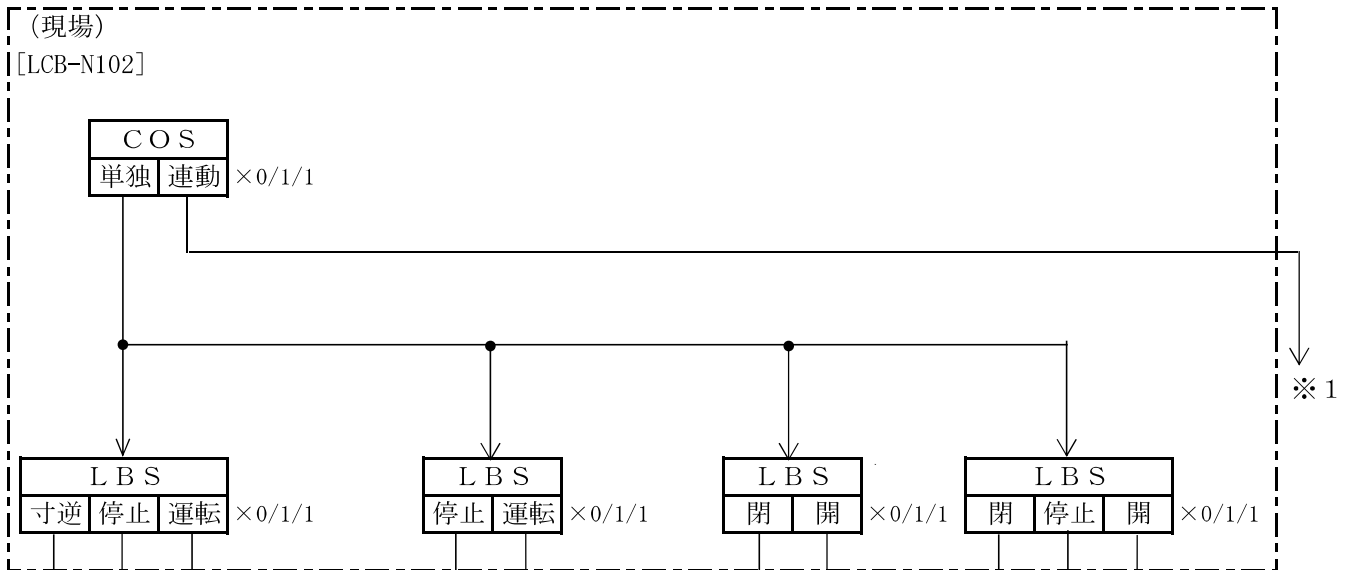 (現場)
[LCB-N102]
ＣＯＳ
単独 連動 ×0/1/1
※1
ＬＢＳ ＬＢＳ ＬＢＳ ＬＢＳ
寸逆 停止 運転 ×0/1/1 停止 運転 ×0/1/1 閉 開 ×0/1/1 閉 停止 開 ×0/1/1